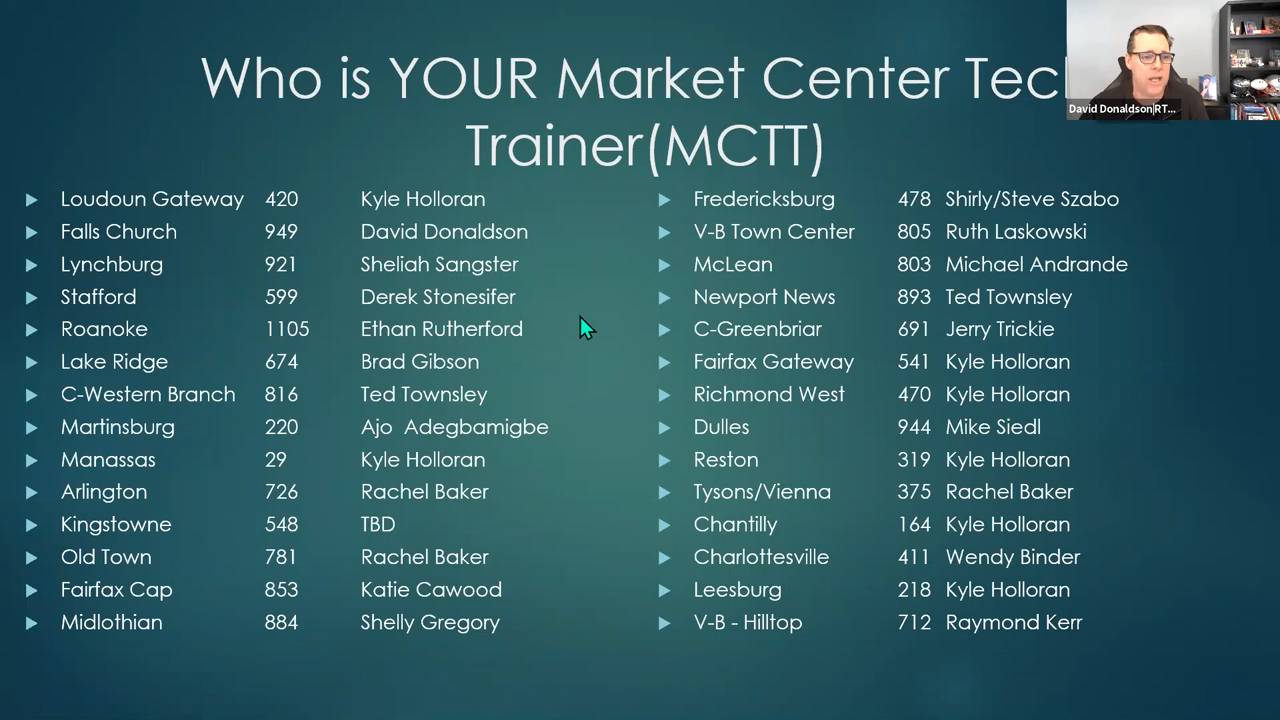 Who is YOUR Market Center Tec
Trainer(MCTT)
David Donaldson|RT...
Loudoun Gateway 420 Kyle Holloran
Falls Church 949 David Donaldson
Lynchburg 921 Sheliah Sangster
Stafford 599 Derek Stonesifer
Roanoke 1105 Ethan Rutherford
Lake Ridge 674 Brad Gibson
C-Western Branch 816 Ted Townsley
Martinsburg 220 Ajo Adegbamigbe
Manassas 29 Kyle Holloran
Arlington 726 Rachel Baker
Kingstowne 548 TBD
Old Town 781 Rachel Baker
Fairfax Cap 853 Katie Cawood
Midlothian 884 Shelly Gregory
Fredericksburg 478 Shirly/Steve Szabo
V-B Town Center 805 Ruth Laskowski
McLean 803 Michael Andrande
Newport News 893 Ted Townsley
C-Greenbriar 691 Jerry Trickie
Fairfax Gateway 541 Kyle Holloran
Richmond West 470 Kyle Holloran
Dulles 944 Mike Siedl
Reston 319 Kyle Holloran
Tysons/Vienna 375 Rachel Baker
Chantilly 164 Kyle Holloran
Charlottesville 411 Wendy Binder
Leesburg 218 Kyle Holloran
V-B - Hilltop 712 Raymond Kerr